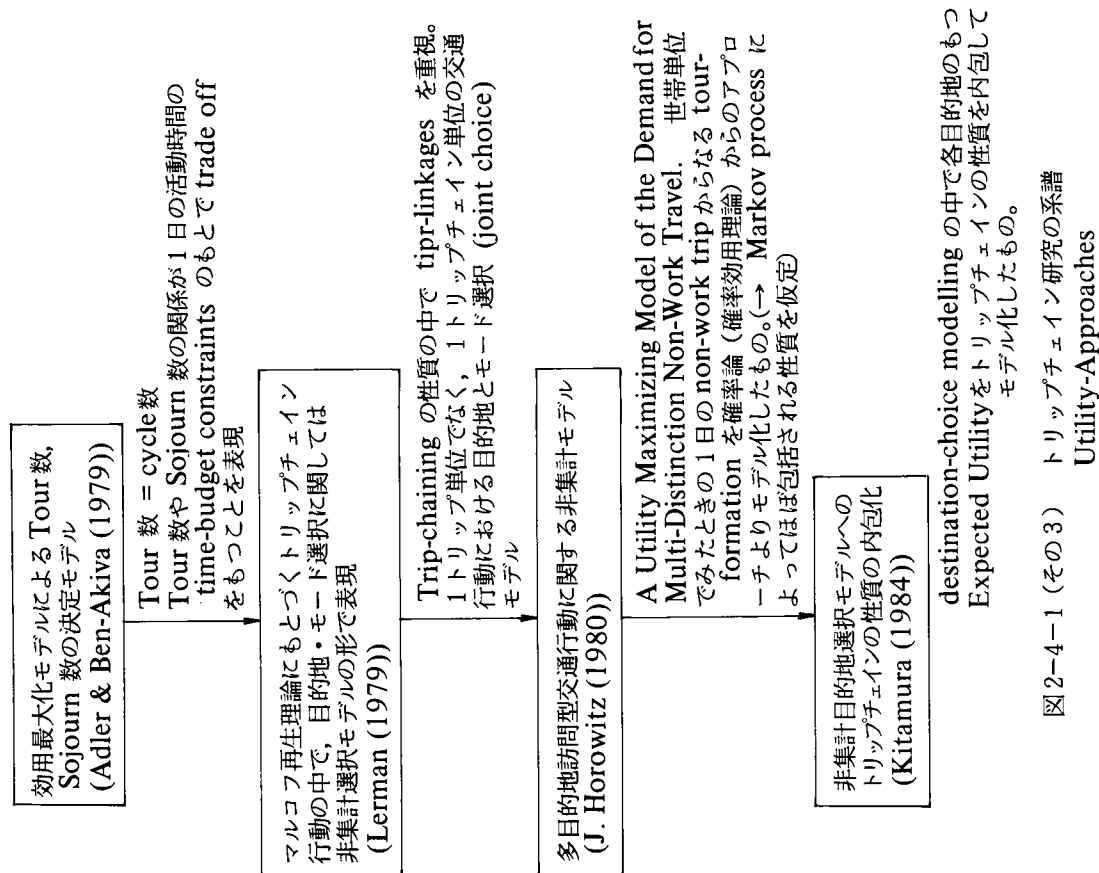 効用最大化モデルによるTour数,
Sojourn 数の決定モデル
(Adler & Ben-Akiva (1979))
Tour 数 = cycle数
Tour 数や Sojourn 数の関係が1日の活動時間の
time-budget constraints のもとで trade off
をもつことを表現
マルコフ再生理論にもとづくトリップチェイン
行動の中で,目的地・モード選択に関しては
非集計選択モデルの形で表現
(Lerman (1979))
Trip-chaining の性質の中で tipr-linkages を重視。
1トリップ単位でなく,1トリップチェイン単位の交通
行動における目的地とモード選択 (joint choice)
モデル
多目的地訪問型交通行動に関する非集計モデル
(J. Horowitz (1980))
A Utility Maximizing Model of the Demand for
Multi-Distinction Non-Work Travel. 世帯単位
でみたときの1日の non-work trip からなる tour-
formation を確率論(確率効用理論)からのアプロ
ーチよりモデル化したもの。(→ Markov process に
よってほぼ包括される性質を仮定)
非集計目的地選択モデルへの
トリップチェインの性質の内包化
(Kitamura (1984))
destination-choice modelling の中で各目的地のもつ
Expected Utilityをトリップチェインの性質を内包して
モデル化したもの。
図2-4-1(その3) トリップチェイン研究の系譜
Utility-Approaches